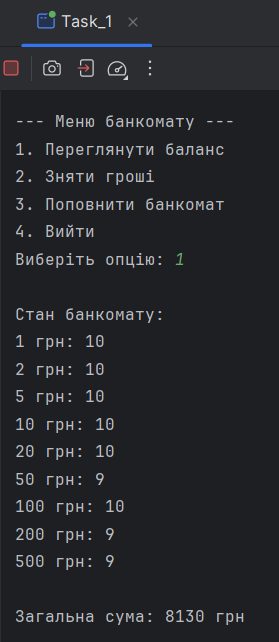 Task_1
--- Меню банкомату ---
1. Переглянути баланс
2. Зняти гроші
3. Поповнити банкомат
4. Вийти
Виберіть опцію: 1
Стан банкомату:
1 грн: 10
2 грн: 10
5 грн: 10
10 грн: 10
20 грн: 10
50 грн: 9
100 грн: 10
200 грн: 9
500 грн: 9
Загальна сума: 8130 грн